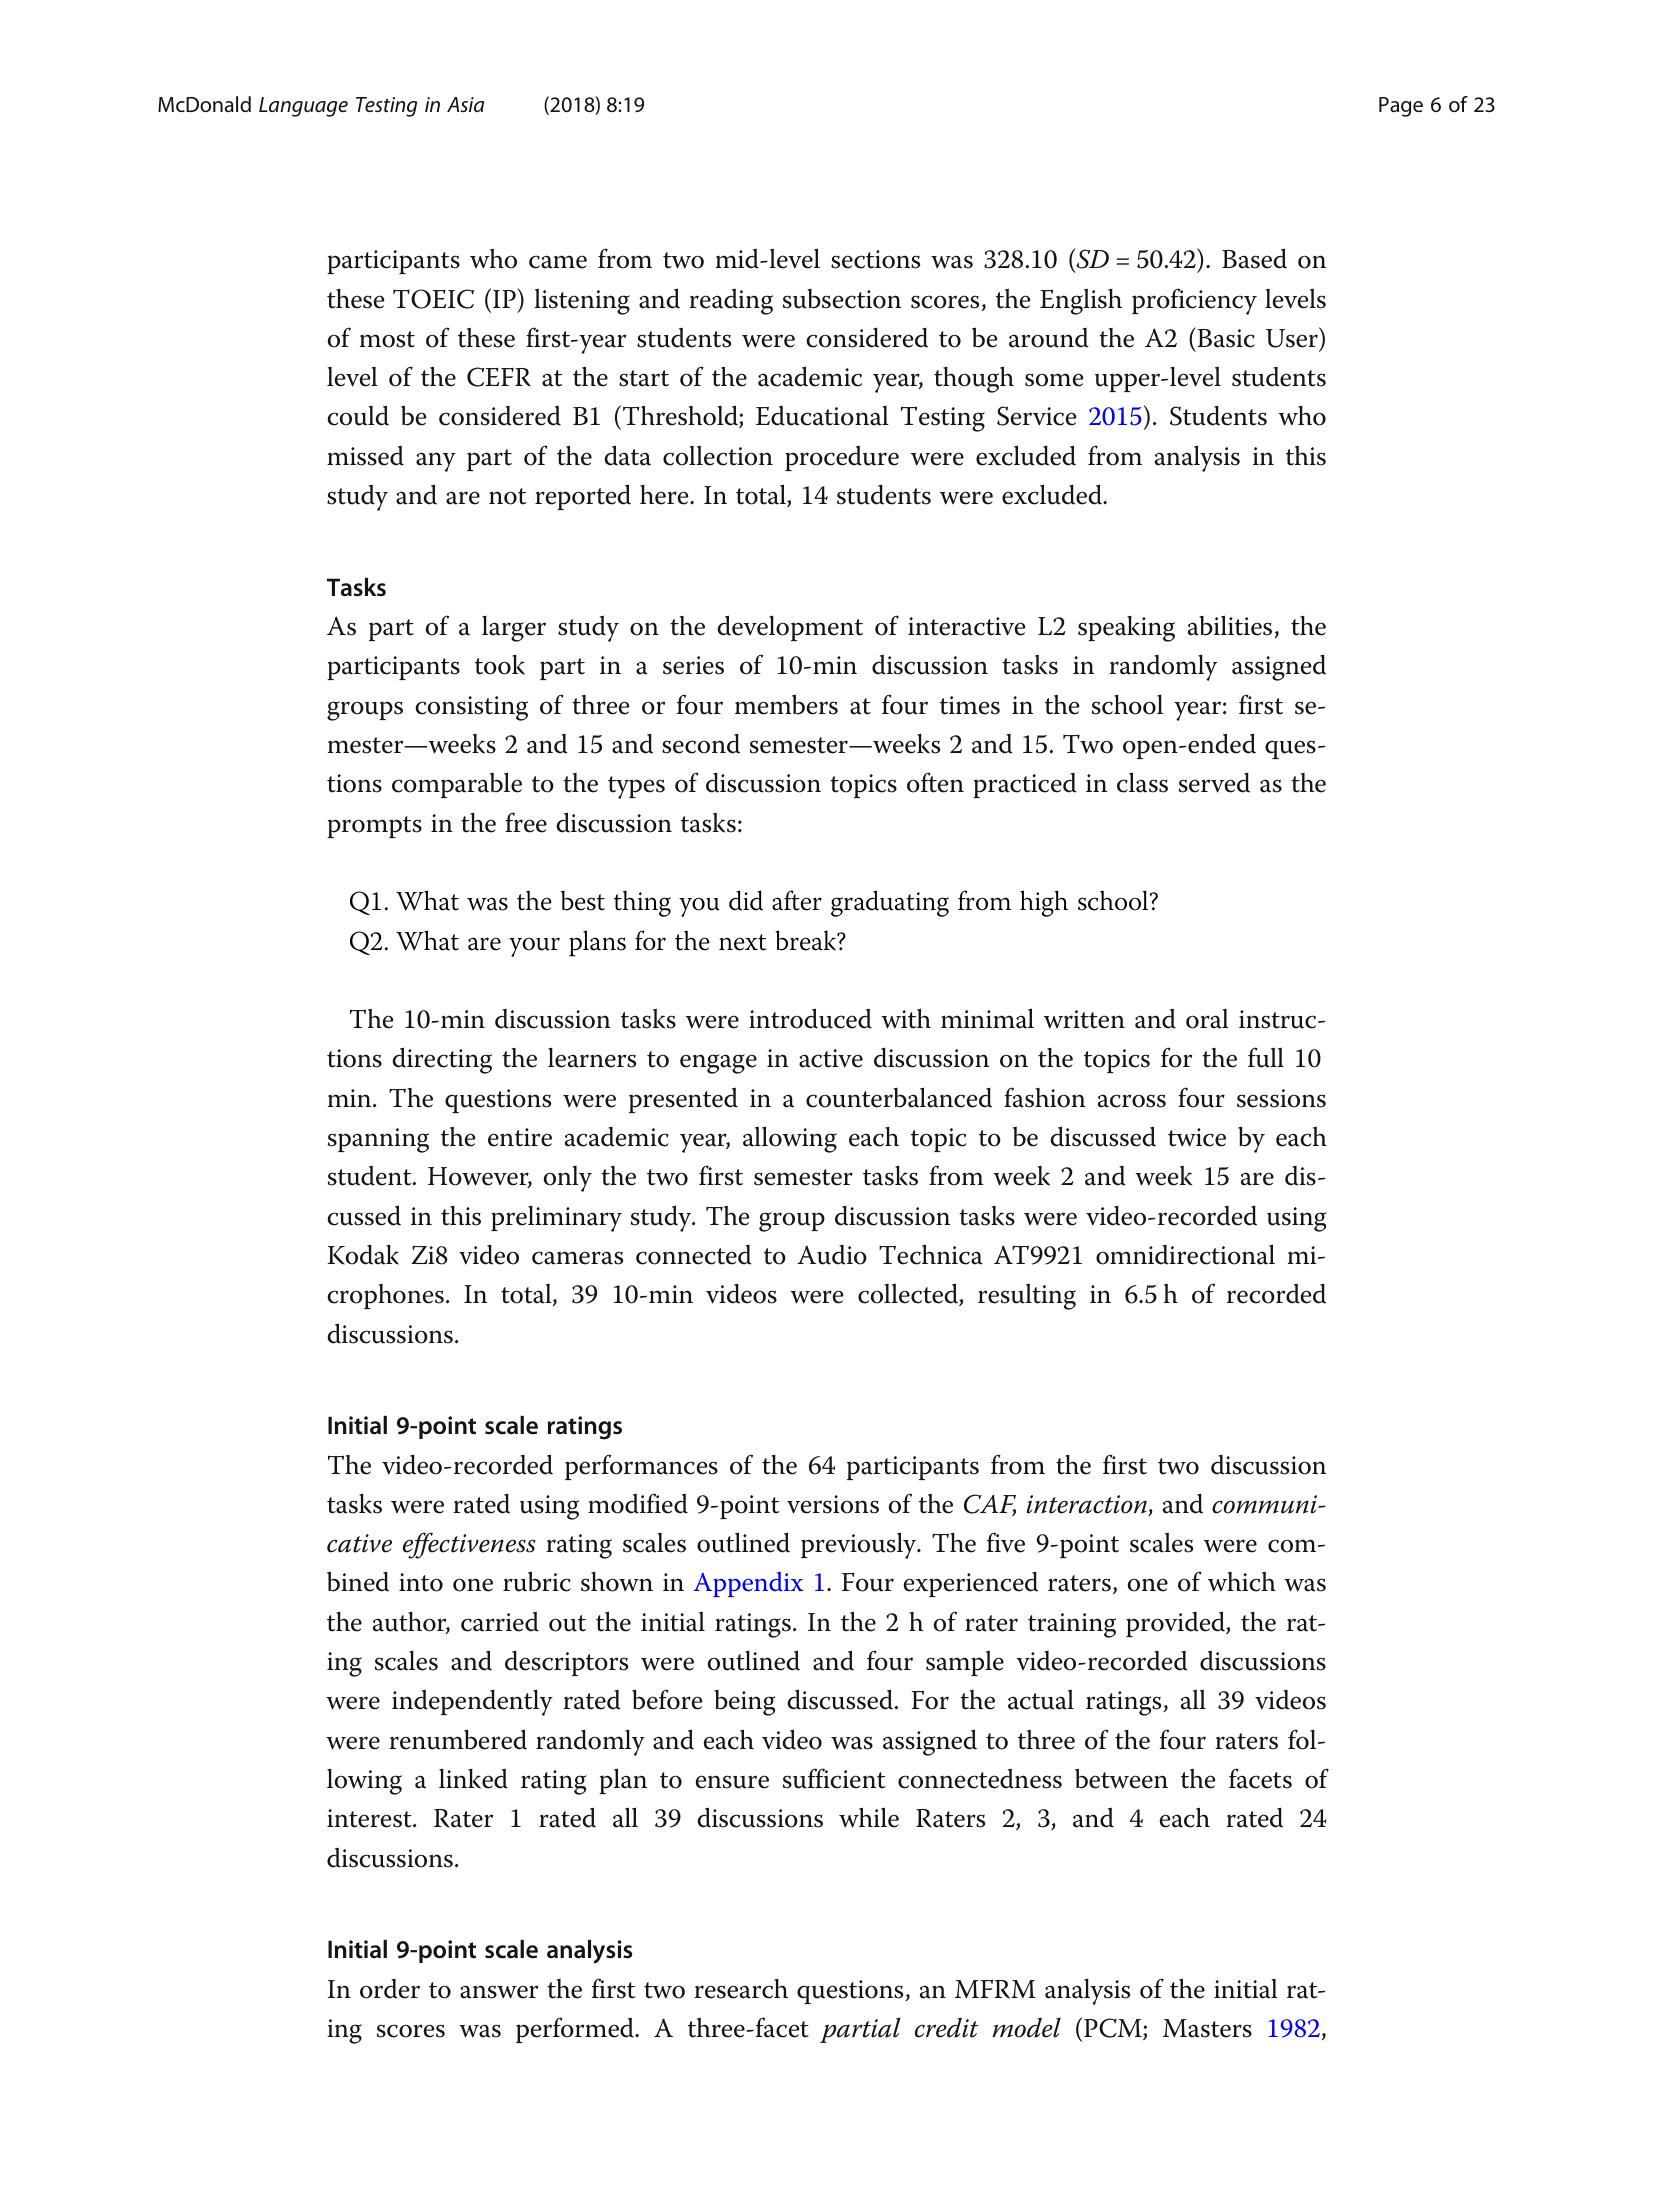 McDonald Language Testing in Asia (2018) 8:19 Page 6 of 23
participants who came from two mid-level sections was 328.10 (SD = 50.42). Based on
these TOEIC (IP) listening and reading subsection scores, the English proficiency levels
of most of these first-year students were considered to be around the A2 (Basic User)
level of the CEFR at the start of the academic year, though some upper-level students
could be considered B1 (Threshold; Educational Testing Service 2015). Students who
missed any part of the data collection procedure were excluded from analysis in this
study and are not reported here. In total, 14 students were excluded.
Tasks
As part of a larger study on the development of interactive L2 speaking abilities, the
participants took part in a series of 10-min discussion tasks in randomly assigned
groups consisting of three or four members at four times in the school year: first se-
mester—weeks 2 and 15 and second semester—weeks 2 and 15. Two open-ended ques-
tions comparable to the types of discussion topics often practiced in class served as the
prompts in the free discussion tasks:
Q1. What was the best thing you did after graduating from high school?
Q2. What are your plans for the next break?
The 10-min discussion tasks were introduced with minimal written and oral instruc-
tions directing the learners to engage in active discussion on the topics for the full 10
min. The questions were presented in a counterbalanced fashion across four sessions
spanning the entire academic year, allowing each topic to be discussed twice by each
student. However, only the two first semester tasks from week 2 and week 15 are dis-
cussed in this preliminary study. The group discussion tasks were video-recorded using
Kodak Zi8 video cameras connected to Audio Technica AT9921 omnidirectional mi-
crophones. In total, 39 10-min videos were collected, resulting in 6.5 h of recorded
discussions.
Initial 9-point scale ratings
The video-recorded performances of the 64 participants from the first two discussion
tasks were rated using modified 9-point versions of the CAF, interaction, and communi-
cative effectiveness rating scales outlined previously. The five 9-point scales were com-
bined into one rubric shown in Appendix 1. Four experienced raters, one of which was
the author, carried out the initial ratings. In the 2 h of rater training provided, the rat-
ing scales and descriptors were outlined and four sample video-recorded discussions
were independently rated before being discussed. For the actual ratings, all 39 videos
were renumbered randomly and each video was assigned to three of the four raters fol-
lowing a linked rating plan to ensure sufficient connectedness between the facets of
interest. Rater 1 rated all 39 discussions while Raters 2, 3, and 4 each rated 24
discussions.
Initial 9-point scale analysis
In order to answer the first two research questions, an MFRM analysis of the initial rat-
ing scores was performed. A three-facet partial credit model (PCM; Masters 1982,